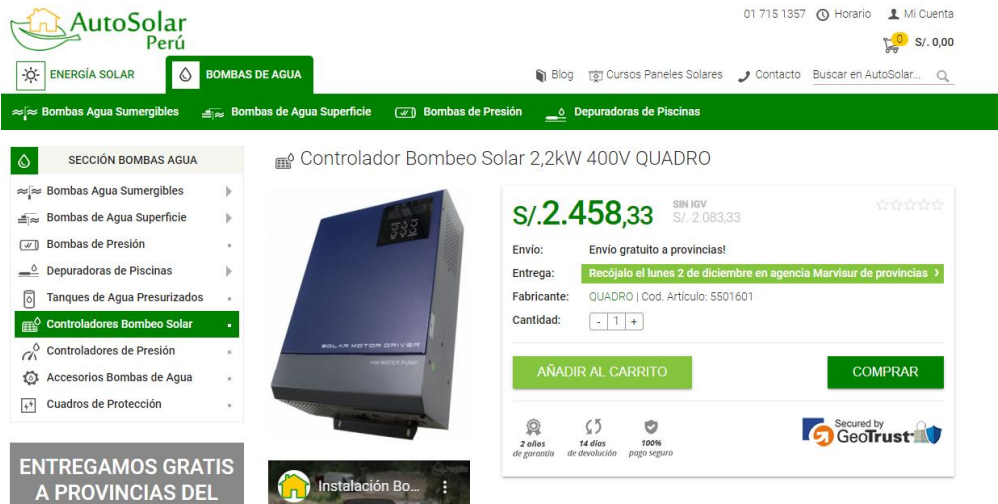 AutoSolar
Perú
01 715 1357 Horario Mi Cuenta
0 S/. 0,00
ENERGÍA SOLAR BOMBAS DE AGUA
Blog Cursos Paneles Solares Contacto Buscar en AutoSolar...
Bombas Agua Sumergibles Bombas de Agua Superficie Bombas de Presión Depuradoras de Piscinas
SECCIÓN BOMBAS AGUA
Bombas Agua Sumergibles
Bombas de Agua Superficie
Bombas de Presión
Depuradoras de Piscinas
Tanques de Agua Presurizados
Controladores Bombeo Solar
Controladores de Presión
Accesorios Bombas de Agua
Cuadros de Protección
ENTREGAMOS GRATIS
A PROVINCIAS DEL
Controlador Bombeo Solar 2,2kW 400V QUADRO
SOLAR MOTOR DRIVER
FOR WATER PUMP
Instalación Bo...
S/.2.458,33 SIN IGV
S/. 2.083,33
Envío: Envío gratuito a provincias!
Entrega: Recójalo el lunes 2 de diciembre en agencia Marvisur de provincias
Fabricante: QUADRO | Cod. Artículo: 5501601
Cantidad: - 1 +
AÑADIR AL CARRITO COMPRAR
2 años
de garantía
14 días
de devolución
100%
pago seguro
Secured by
GeoTrust